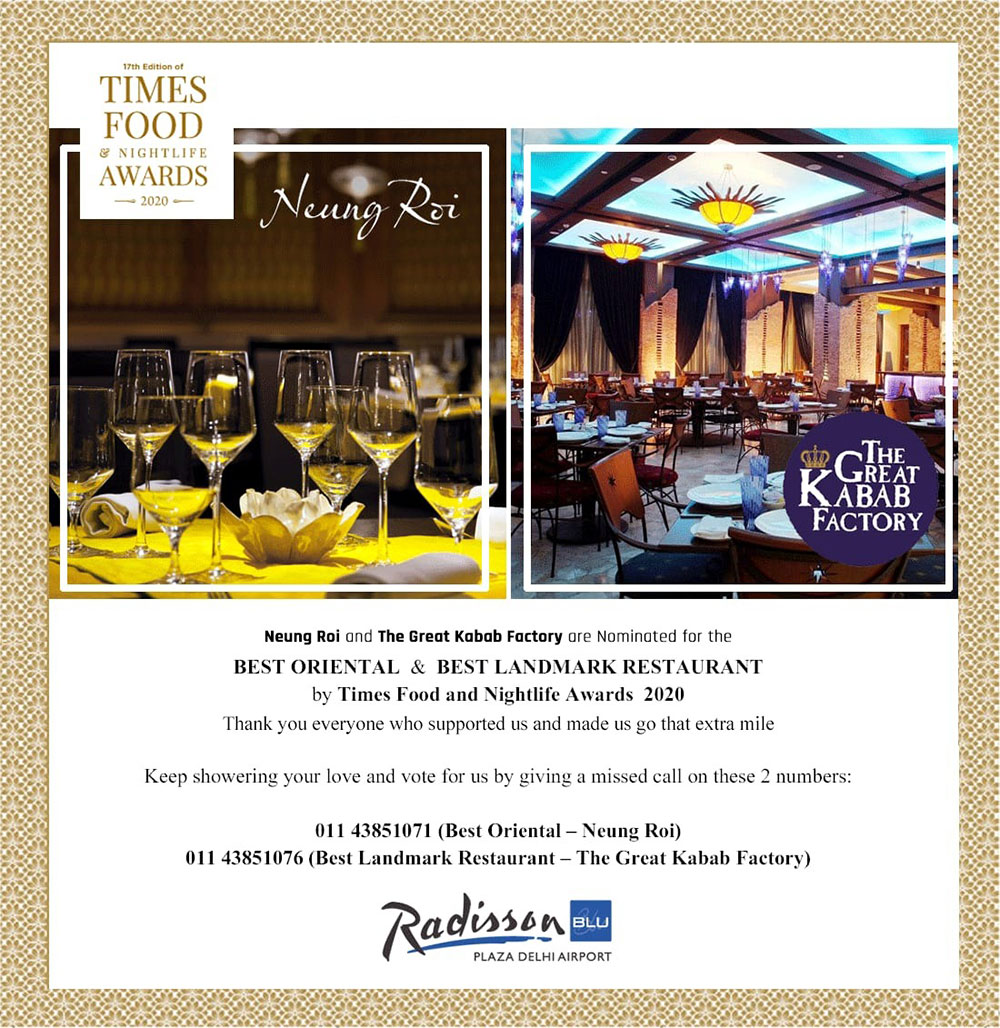 17th Edition of
TIMES
FOOD
& NIGHTLIFE
AWARDS
2020
Neung Roi
THE
GREAT
KABAB
FACTORY
Neung Roi and The Great Kabab Factory are Nominated for the
BEST ORIENTAL & BEST LANDMARK RESTAURANT
by Times Food and Nightlife Awards 2020
Thank you everyone who supported us and made us go that extra mile
Keep showering your love and vote for us by giving a missed call on these 2 numbers:
011 43851071 (Best Oriental – Neung Roi)
011 43851076 (Best Landmark Restaurant – The Great Kabab Factory)
Radisson BLU
PLAZA DELHI AIRPORT